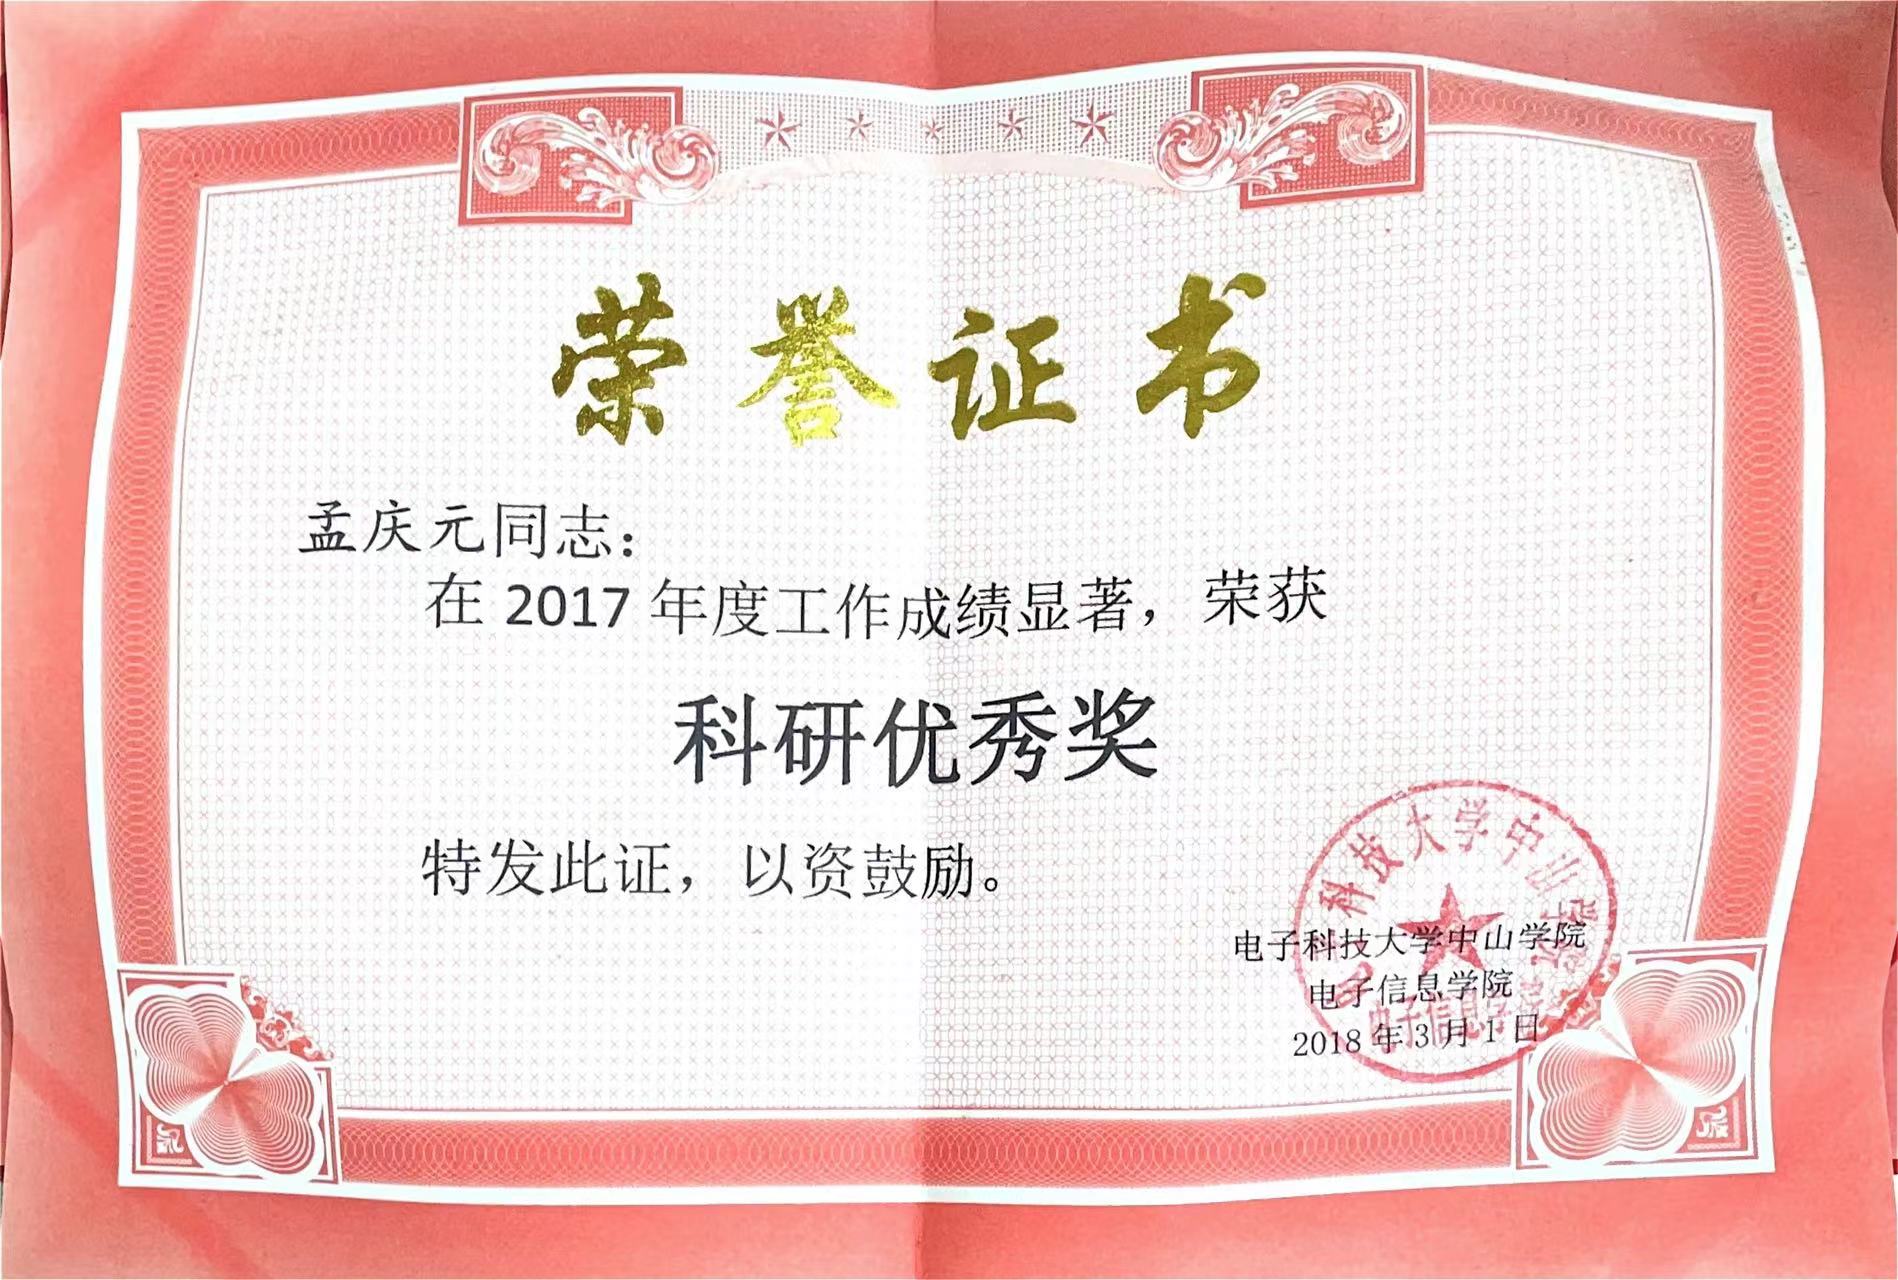 荣誉证书
孟庆元同志：
在 2017 年度工作成绩显著，荣获
科研优秀奖
特发此证，以资鼓励。
电子科技大学中山学院
电子信息学院
2018 年 3 月 1 日
科技大学中山学院
电子信息学